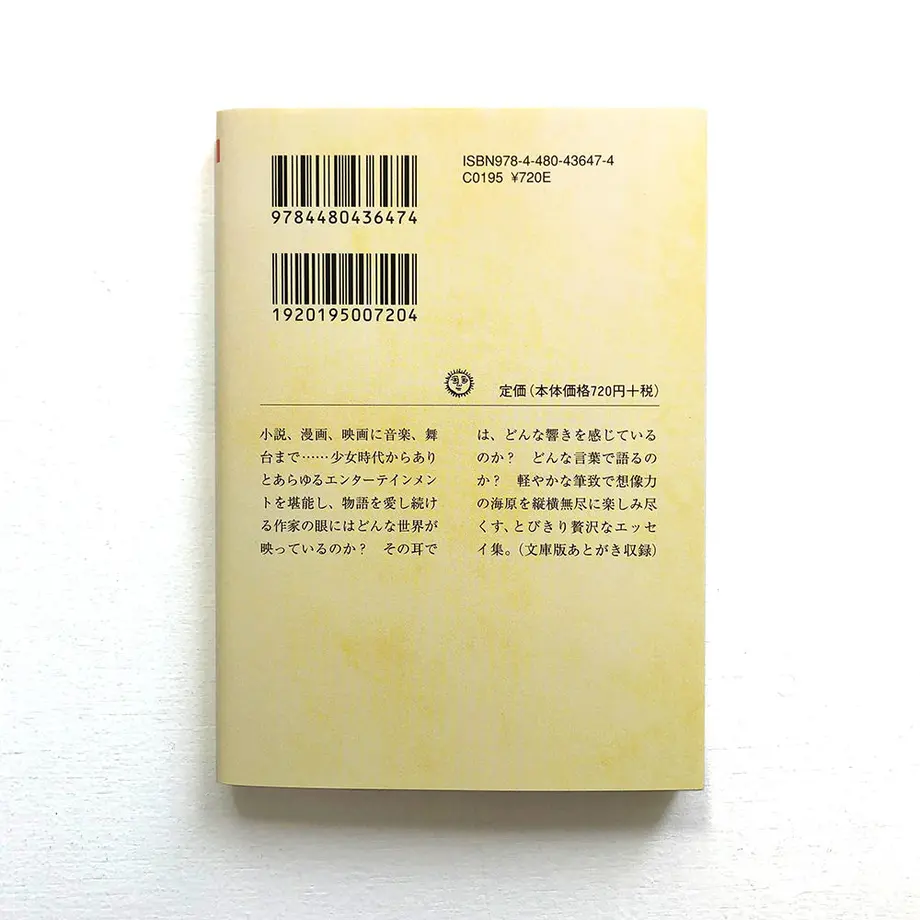 9784480436474
ISBN978-4-480-43647-4
C0195 ¥720E
1920195007204
定価（本体価格720円＋税）
小説、漫画、映画に音楽、舞
台まで……少女時代からあり
とあらゆるエンターテインメン
トを堪能し、物語を愛し続け
る作家の眼にはどんな世界が
映っているのか？　その耳で
は、どんな響きを感じている
のか？　どんな言葉で語るの
か？　軽やかな筆致で想像力
の海原を縦横無尽に楽しみ尽
くす、とびきり贅沢なエッセ
イ集。（文庫版あとがき収録）